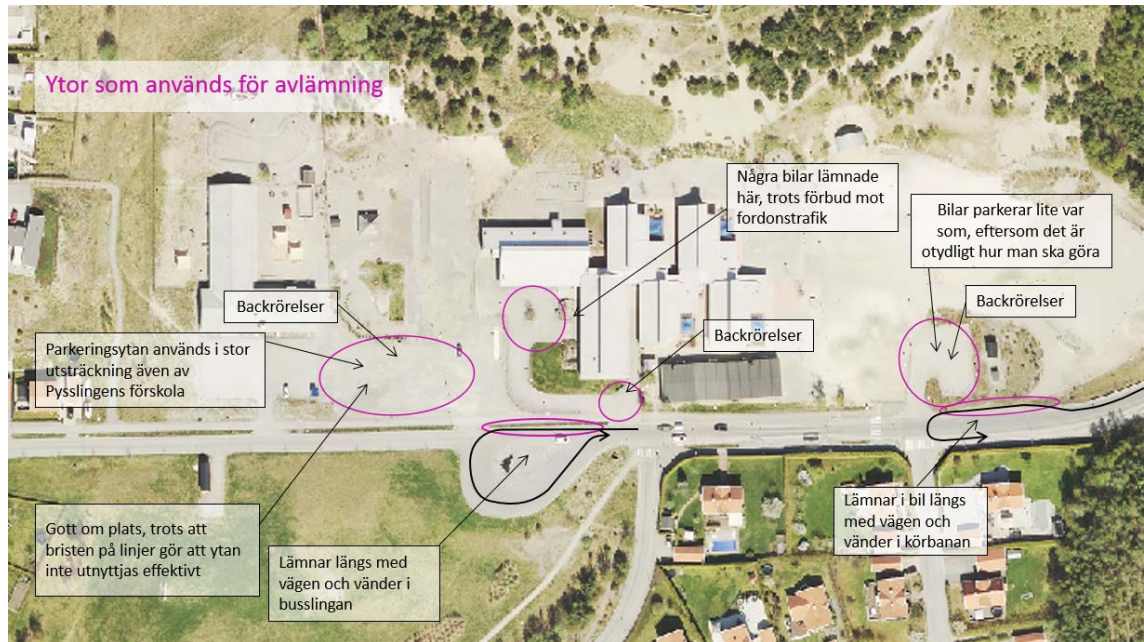 Ytor som används för avlämning
Några bilar lämnade
här, trots förbud mot
fordonstrafik
Bilar parkerar lite var
som, eftersom det är
otydligt hur man ska göra
Backrörelser
Backrörelser
Backrörelser
Parkeringsytan används i stor
utsträckning även av
Pysslingens förskola
Gott om plats, trots att
bristen på linjer gör att ytan
inte utnyttjas effektivt
Lämnar längs med
vägen och vänder i
busslingan
Lämnar i bil längs
med vägen och
vänder i körbanan